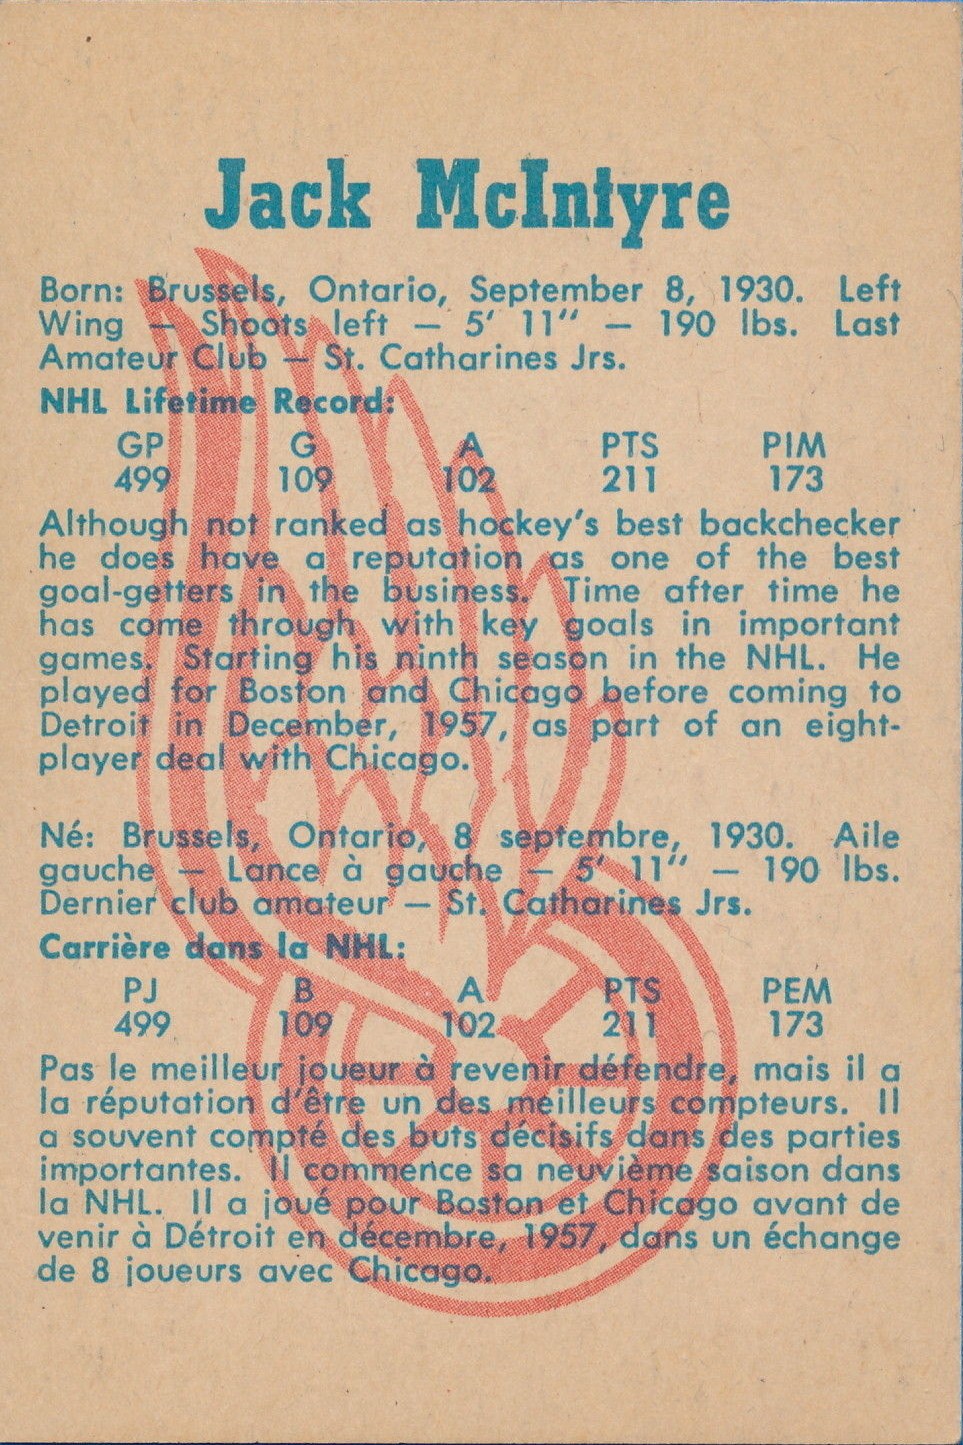 Jack McIntyre
Born: Brussels, Ontario, September 8, 1930. Left
Wing — Shoots left — 5′ 11″ — 190 lbs. Last
Amateur Club — St. Catharines Jrs.
NHL Lifetime Record:
GP G A PTS PIM
499 109 102 211 173
Although not ranked as hockey's best backchecker
he does have a reputation as one of the best
goal-getters in the business. Time after time he
has come through with key goals in important
games. Starting his ninth season in the NHL. He
played for Boston and Chicago before coming to
Detroit in December, 1957, as part of an eight-
player deal with Chicago.
Né: Brussels, Ontario, 8 septembre, 1930. Aile
gauche — Lance à gauche — 5′ 11″ — 190 lbs.
Dernier club amateur — St. Catharines Jrs.
Carrière dans la NHL:
PJ B A PTS PEM
499 109 102 211 173
Pas le meilleur joueur à revenir défendre, mais il a
la réputation d'être un des meilleurs compteurs. Il
a souvent compté des buts décisifs dans des parties
importantes. Il commence sa neuvième saison dans
la NHL. Il a joué pour Boston et Chicago avant de
venir à Détroit en décembre, 1957, dans un échange
de 8 joueurs avec Chicago.